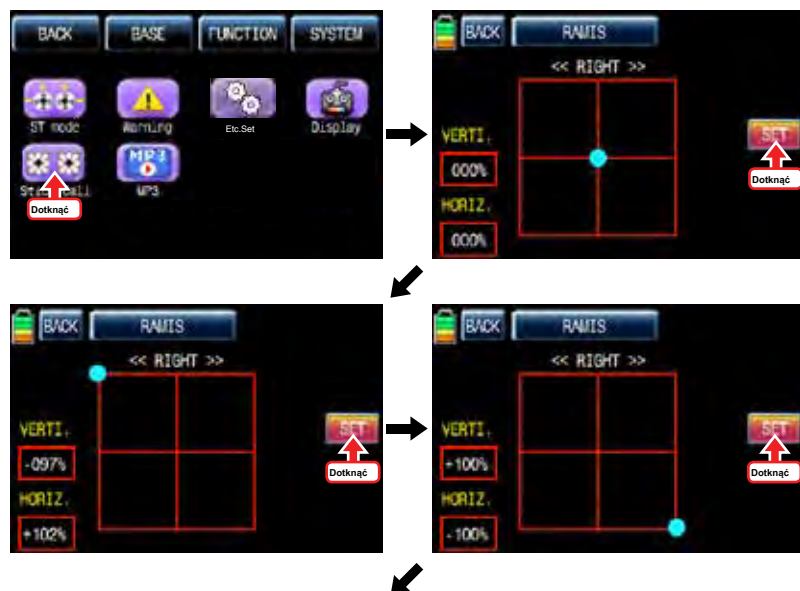 BACK BASE FUNCTION SYSTEM
ST mode Warning Etc.Set Display
MP3
MP3
Dotknąć
BACK RAMIS
<< RIGHT >>
VERTI.
000%
HORIZ.
000%
SET
Dotknąć
BACK RAMIS
<< RIGHT >>
VERTI.
-097%
HORIZ.
+102%
SET
Dotknąć
BACK RAMIS
<< RIGHT >>
VERTI.
+100%
HORIZ.
-100%
SET
Dotknąć